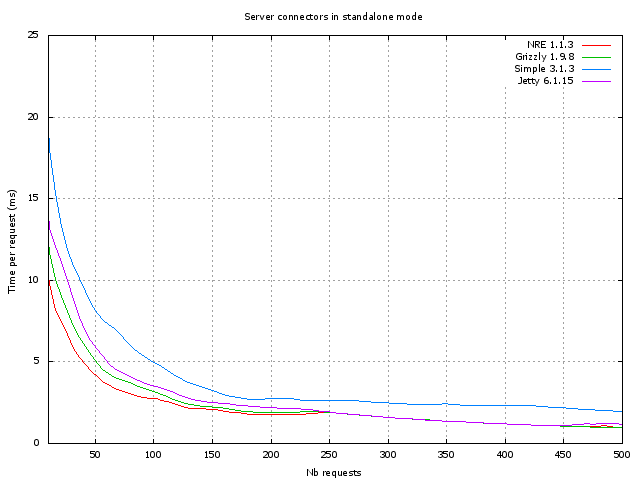 Server connectors in standalone mode
25
20
15
10
5
0
Time per request (ms)
NRE 1.1.3
Grizzly 1.9.8
Simple 3.1.3
Jetty 6.1.15
50 100 150 200 250 300 350 400 450 500
Nb requests